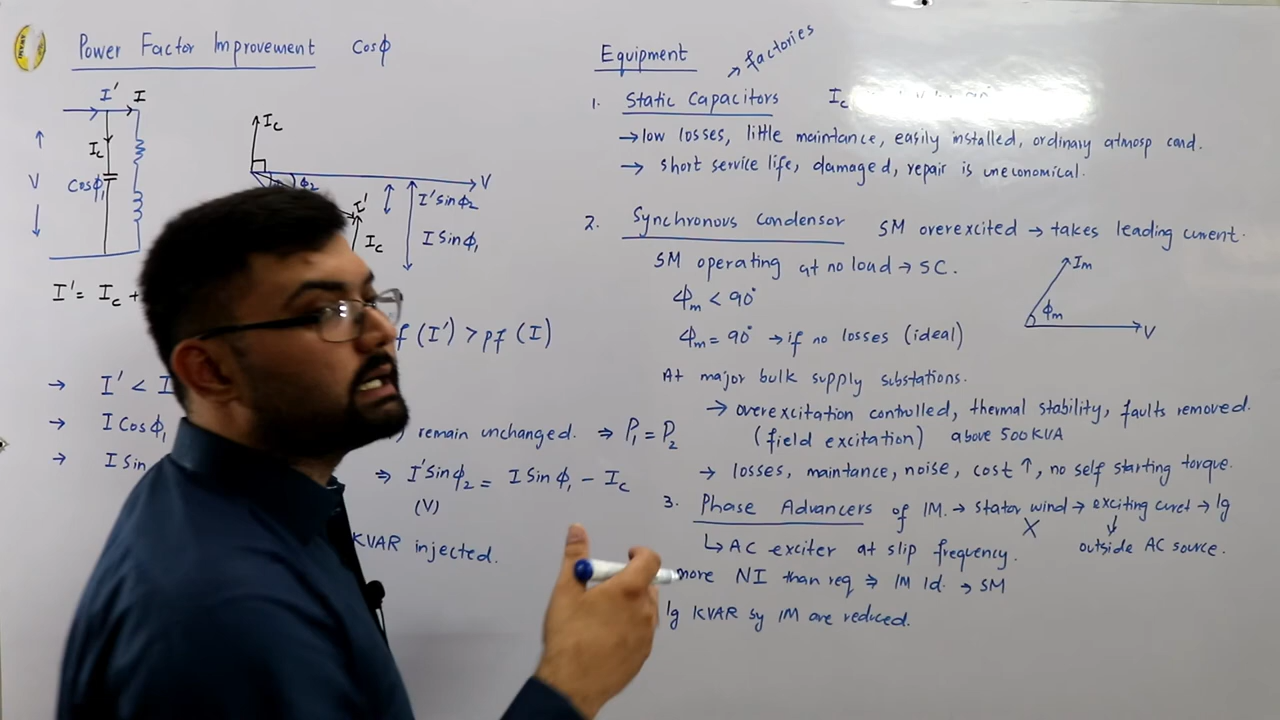 Power Factor Improvement Cosϕ
I' I
Ic
V
Cosϕ1
Ic
V
ϕ2
I'
I'Sinϕ2
Ic
ISinϕ1
I' = Ic +
f (I') > pf (I)
→ I' < I
→ ICosϕ1 remain unchanged. ⇒ P1 = P2
→ ISin ⇒ I'Sinϕ2 = ISinϕ1 - Ic
(V)
KVAR injected.
Equipment
→ factories
1. Static Capacitors Ic
→ low losses, little maintance, easily installed, ordinary atmosp cond.
→ short service life, damaged, repair is uneconomical.
2. Synchronous Condensor SM overexcited → takes leading current.
SM operating at no load → SC.
ϕm < 90°
ϕm = 90° → if no losses (ideal)
Im
ϕm
V
At major bulk supply substations.
→ overexcitation controlled, thermal stability, faults removed.
(field excitation) above 500KVA
→ losses, maintance, noise, cost ↑, no self starting torque.
3. Phase Advancers of IM. → stator wind → exciting curet → lg
X
↳ AC exciter at slip frequency. outside AC source.
more NI than req ⇒ IM ld. → SM
lg KVAR by IM are reduced.